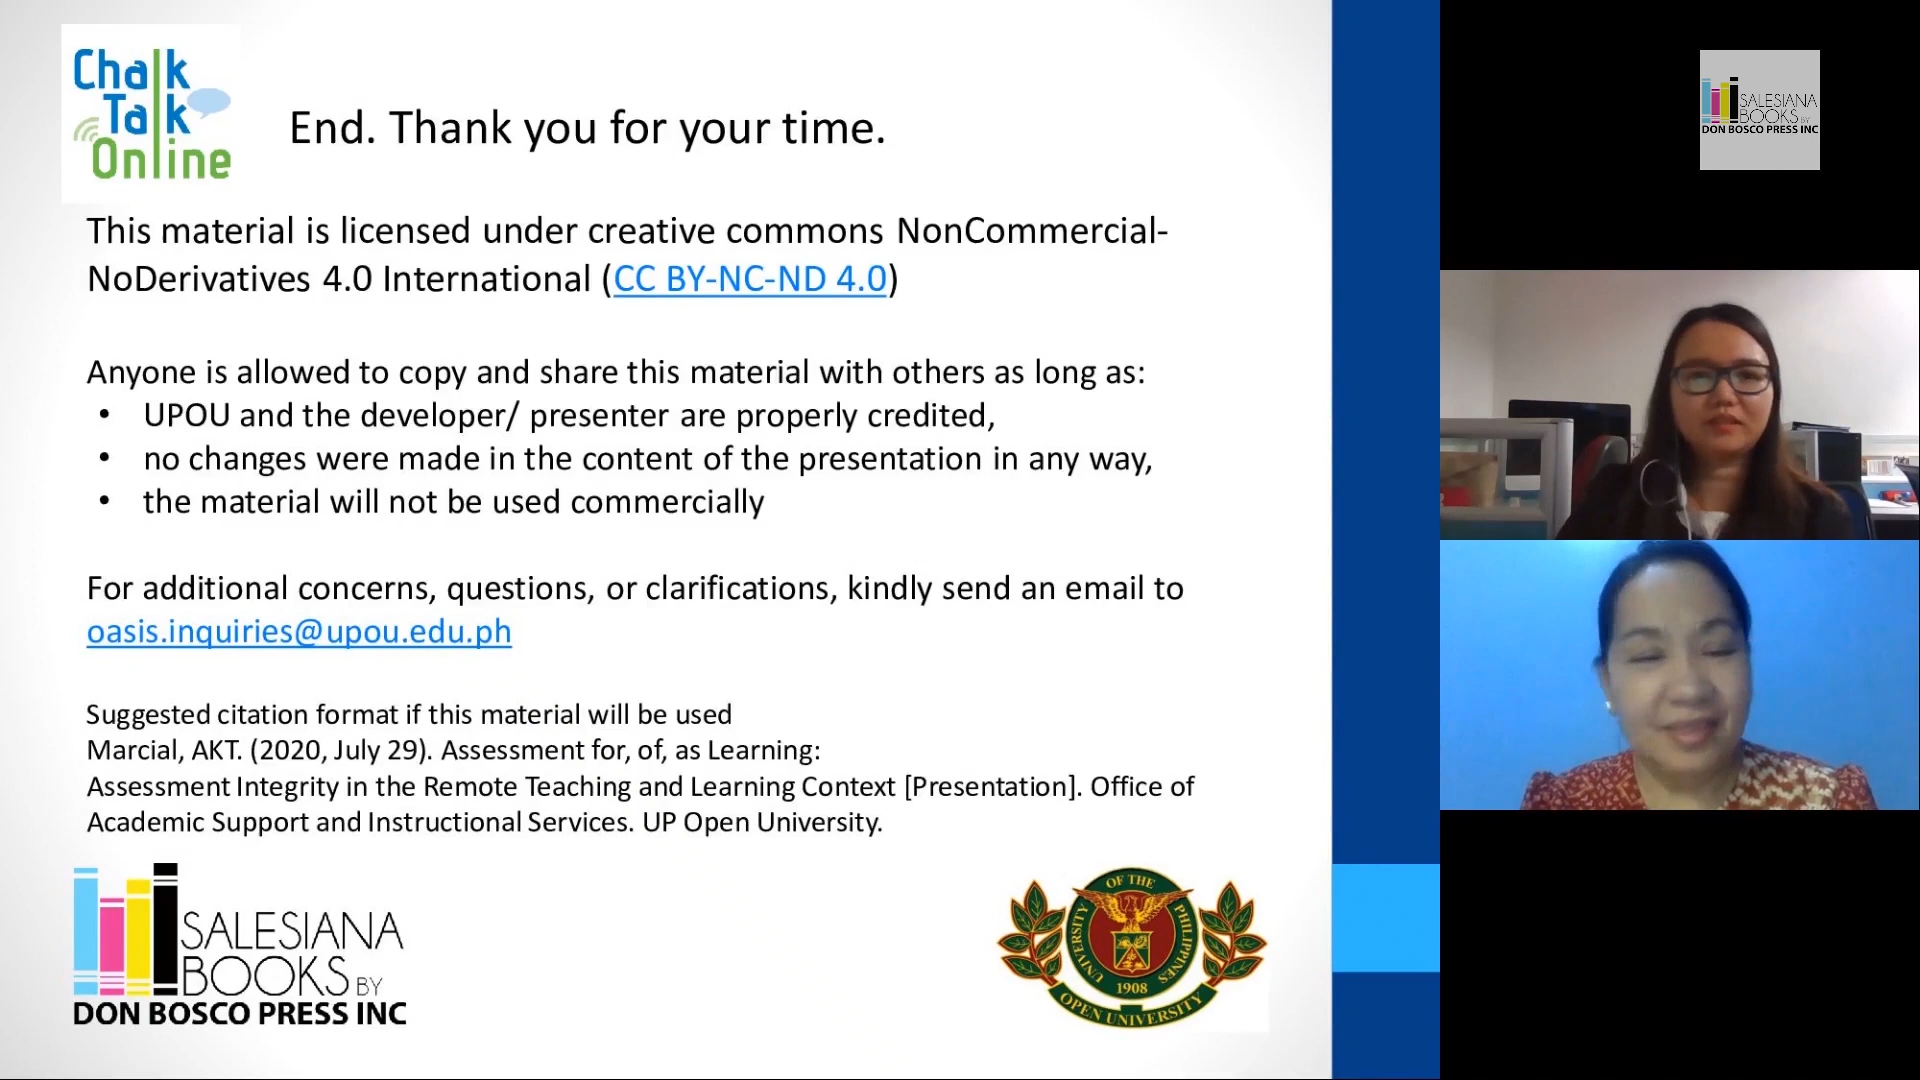 Chalk
Talk
Online
End. Thank you for your time.
This material is licensed under creative commons NonCommercial-
NoDerivatives 4.0 International (CC BY-NC-ND 4.0)
Anyone is allowed to copy and share this material with others as long as:
• UPOU and the developer/ presenter are properly credited,
• no changes were made in the content of the presentation in any way,
• the material will not be used commercially
For additional concerns, questions, or clarifications, kindly send an email to
oasis.inquiries@upou.edu.ph
Suggested citation format if this material will be used
Marcial, AKT. (2020, July 29). Assessment for, of, as Learning:
Assessment Integrity in the Remote Teaching and Learning Context [Presentation]. Office of
Academic Support and Instructional Services. UP Open University.
SALESIANA
BOOKS BY
DON BOSCO PRESS INC
UNIVERSITY OF THE PHILIPPINES
1908
OPEN UNIVERSITY
SALESIANA
BOOKS BY
DON BOSCO PRESS INC